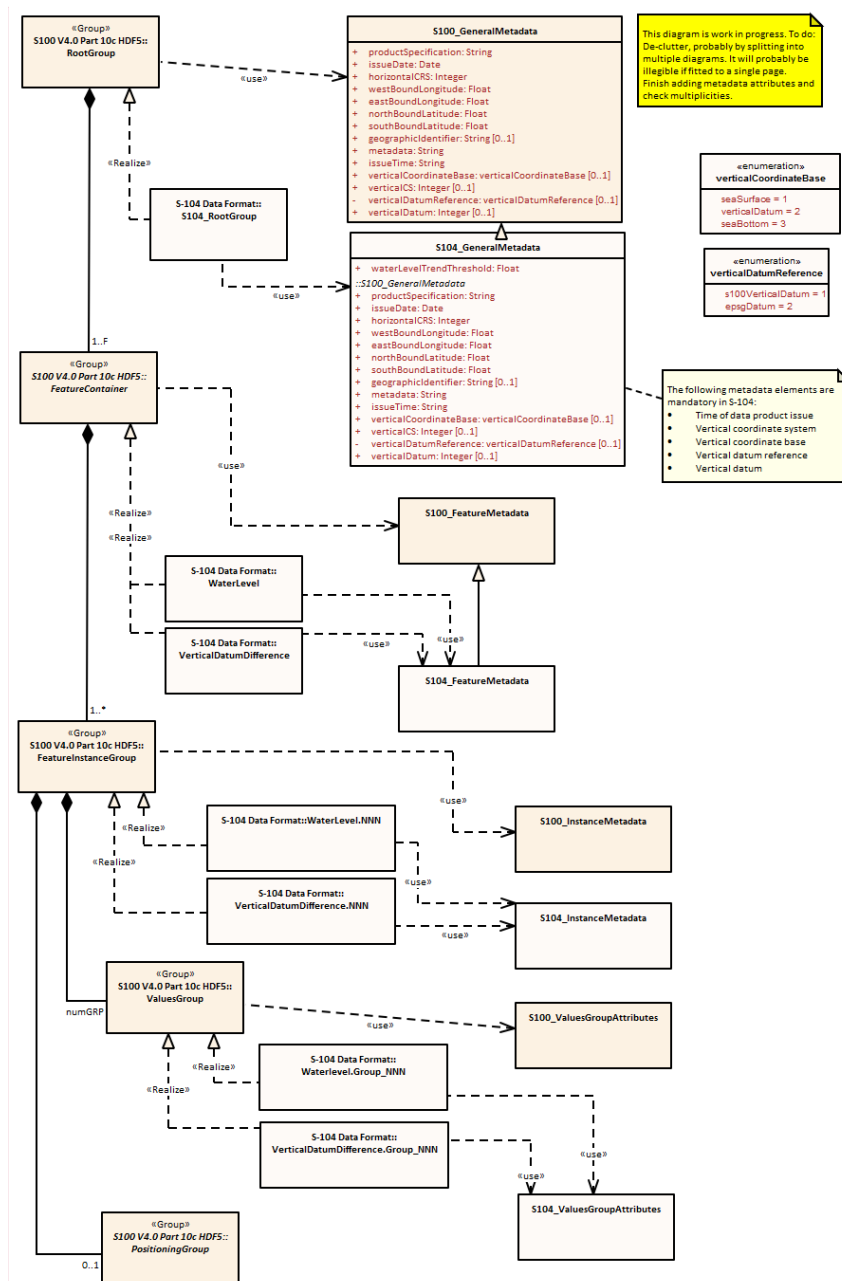 «Group»
S100 V4.0 Part 10c HDF5::
RootGroup
S100_GeneralMetadata
+ productSpecification: String
+ issueDate: Date
+ horizontalCRS: Integer
+ westBoundLongitude: Float
+ eastBoundLongitude: Float
+ northBoundLatitude: Float
+ southBoundLatitude: Float
+ geographicIdentifier: String [0..1]
+ metadata: String
+ issueTime: String
+ verticalCoordinateBase: verticalCoordinateBase [0..1]
+ verticalCS: Integer [0..1]
- verticalDatumReference: verticalDatumReference [0..1]
+ verticalDatum: Integer [0..1]
This diagram is work in progress. To do:
De-clutter, probably by splitting into
multiple diagrams. It will probably be
illegible if fitted to a single page.
Finish adding metadata attributes and
check multiplicities.
«use»
«Realize»
«enumeration»
verticalCoordinateBase
seaSurface = 1
verticalDatum = 2
seaBottom = 3
S-104 Data Format::
S104_RootGroup
S104_GeneralMetadata
+ waterLevelTrendThreshold: Float
::S100_GeneralMetadata
+ productSpecification: String
+ issueDate: Date
+ horizontalCRS: Integer
+ westBoundLongitude: Float
+ eastBoundLongitude: Float
+ northBoundLatitude: Float
+ southBoundLatitude: Float
+ geographicIdentifier: String [0..1]
+ metadata: String
+ issueTime: String
+ verticalCoordinateBase: verticalCoordinateBase [0..1]
+ verticalCS: Integer [0..1]
- verticalDatumReference: verticalDatumReference [0..1]
+ verticalDatum: Integer [0..1]
«use»
«enumeration»
verticalDatumReference
s100VerticalDatum = 1
epsgDatum = 2
1..F
«Group»
S100 V4.0 Part 10c HDF5::
FeatureContainer
The following metadata elements are
mandatory in S-104:
• Time of data product issue
• Vertical coordinate system
• Vertical coordinate base
• Vertical datum reference
• Vertical datum
«use»
«Realize»
«Realize»
S100_FeatureMetadata
S-104 Data Format::
WaterLevel
S-104 Data Format::
VerticalDatumDifference
«use»
«use»
S104_FeatureMetadata
1..*
«Group»
S100 V4.0 Part 10c HDF5::
FeatureInstanceGroup
«use»
«Realize»
«Realize»
S-104 Data Format::WaterLevel.NNN
S100_InstanceMetadata
«use»
S-104 Data Format::
VerticalDatumDifference.NNN
«use»
S104_InstanceMetadata
«Group»
S100 V4.0 Part 10c HDF5::
ValuesGroup
numGRP
«use»
S100_ValuesGroupAttributes
«Realize»
«Realize»
S-104 Data Format::
Waterlevel.Group_NNN
S-104 Data Format::
VerticalDatumDifference.Group_NNN
«use»
«use»
S104_ValuesGroupAttributes
«Group»
S100 V4.0 Part 10c HDF5::
PositioningGroup
0..1